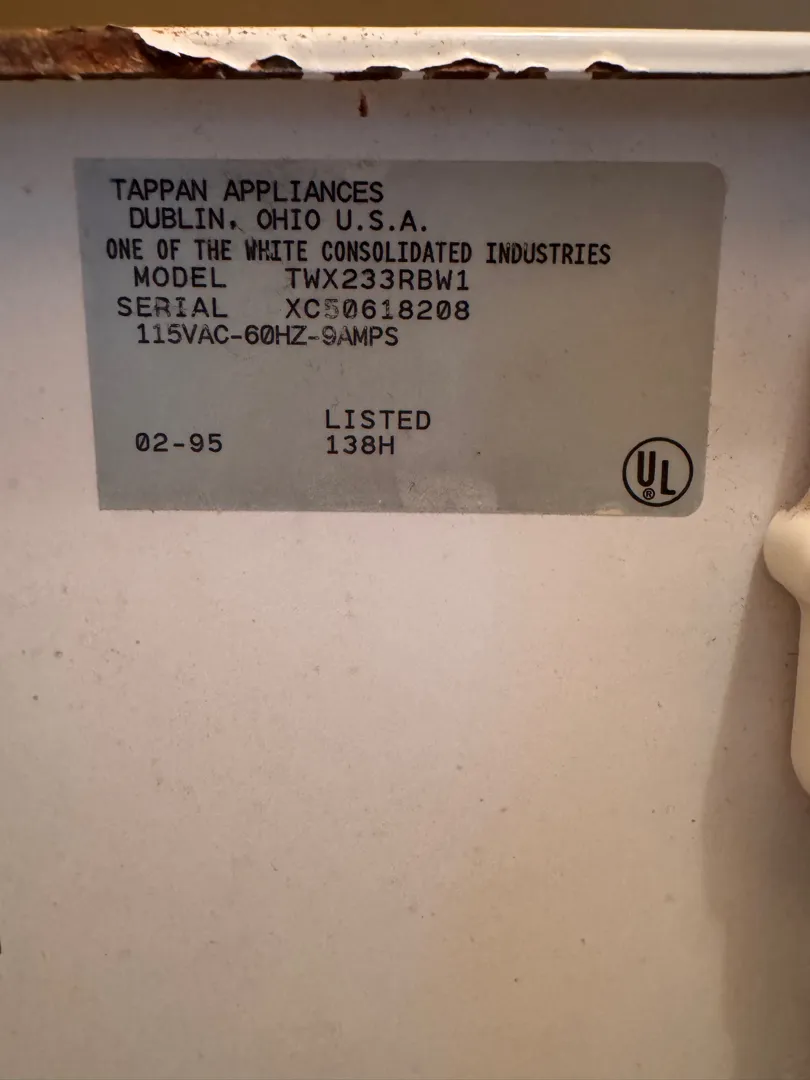 TAPPAN APPLIANCES
DUBLIN, OHIO U.S.A.
ONE OF THE WHITE CONSOLIDATED INDUSTRIES
MODEL TWX233RBW1
SERIAL XC50618208
115VAC-60HZ-9AMPS
LISTED
02-95 138H
UL®